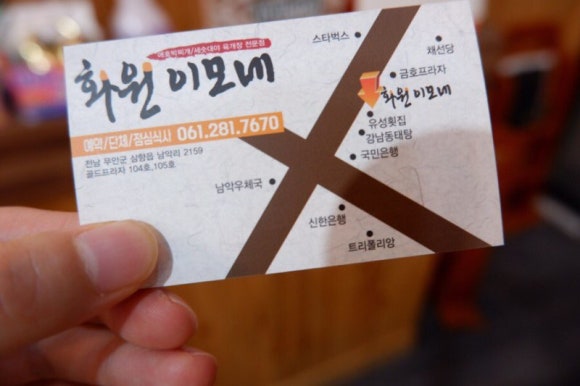 애호박찌개/세숫대야 육개장 전문점
화원 이모네
예약/단체/점심식사 061.281.7670
전남 무안군 삼향읍 남악리 2159
골드프라자 104호,105호
스타벅스
채선당
금호프라자
화원 이모네
유성횟집
강남동태탕
국민은행
남악우체국
신한은행
트리폴리앙